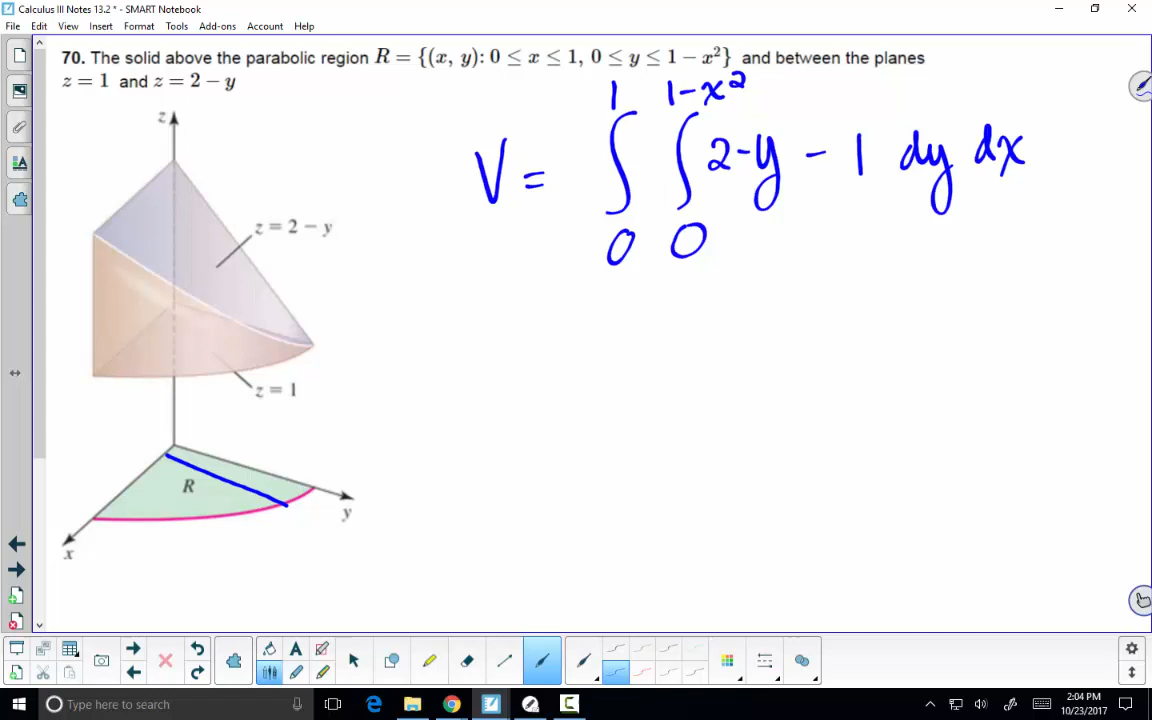 Calculus III Notes 13.2 * - SMART Notebook
File Edit View Insert Format Tools Add-ons Account Help
70. The solid above the parabolic region R = {(x, y): 0 ≤ x ≤ 1, 0 ≤ y ≤ 1 − x²} and between the planes
z = 1 and z = 2 − y
1 1-x²
V = ∫ ∫ 2-y - 1 dy dx
0 0
z
z = 2 − y
z = 1
R
y
x
A
Type here to search
2:04 PM
10/23/2017